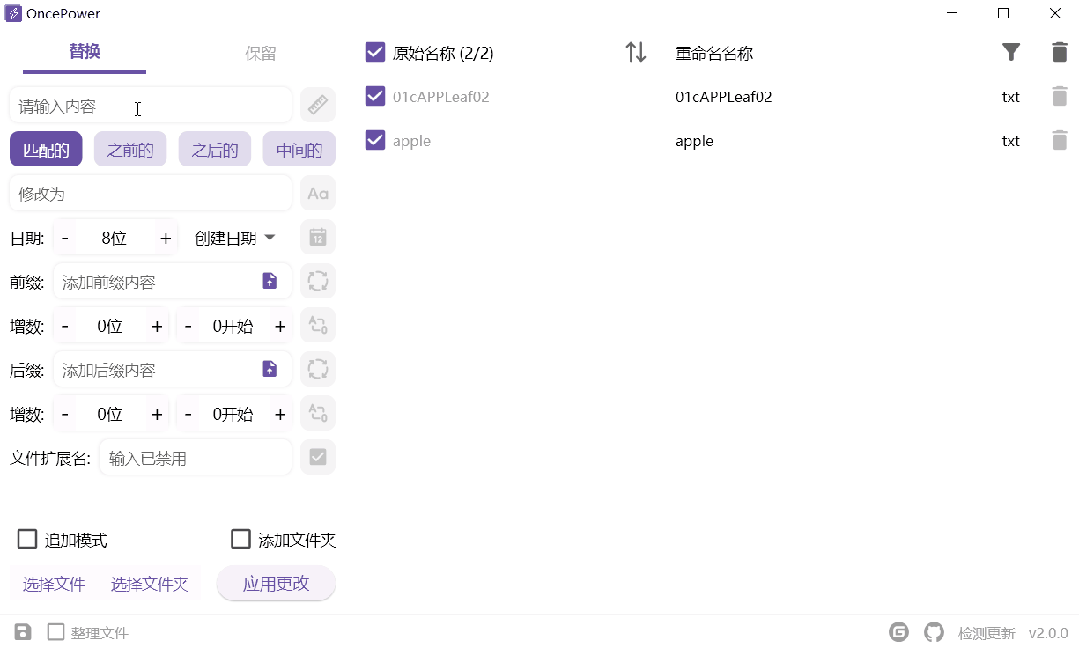 OncePower
替换 保留
原始名称 (2/2) 重命名名称
请输入内容
01cAPPLeaf02 01cAPPLeaf02 txt
匹配的 之前的 之后的 中间的
apple apple txt
修改为 Aa
日期: - 8位 + 创建日期 12
前缀: 添加前缀内容
增数: - 0位 + - 0开始 + A 0
后缀: 添加后缀内容
增数: - 0位 + - 0开始 + A 0
文件扩展名: 输入已禁用
追加模式 添加文件夹
选择文件 选择文件夹 应用更改
整理文件 G 检测更新 v2.0.0